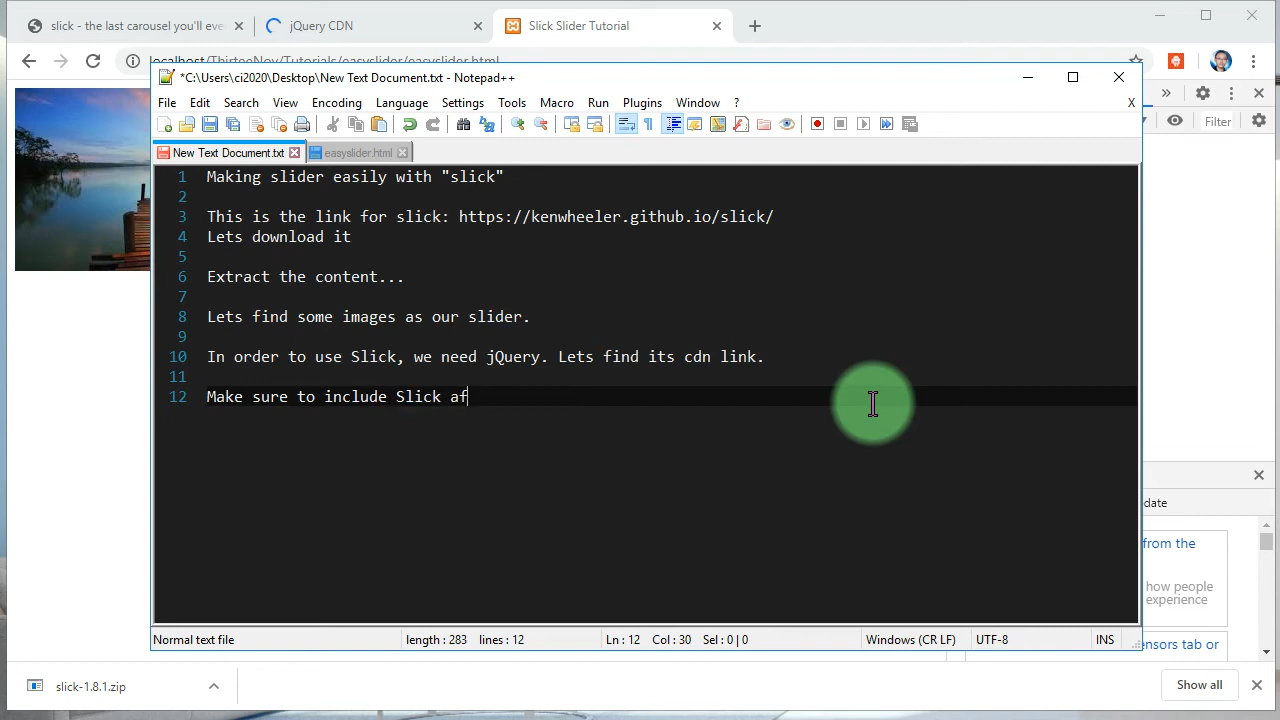 slick - the last carousel you'll eve
jQuery CDN
Slick Slider Tutorial
localhost/ThirteeNov/Tutorials/easyslider/easyslider.html
*C:\Users\ci2020\Desktop\New Text Document.txt - Notepad++
File Edit Search View Encoding Language Settings Tools Macro Run Plugins Window ? X
Filter
New Text Document.txt easyslider.html
1 Making slider easily with "slick"
2
3 This is the link for slick: https://kenwheeler.github.io/slick/
4 Lets download it
5
6 Extract the content...
7
8 Lets find some images as our slider.
9
10 In order to use Slick, we need jQuery. Lets find its cdn link.
11
12 Make sure to include Slick af
date
from the
how people
experience
ensors tab or
Normal text file length : 283 lines : 12 Ln : 12 Col : 30 Sel : 0 | 0 Windows (CR LF) UTF-8 INS
slick-1.8.1.zip
Show all